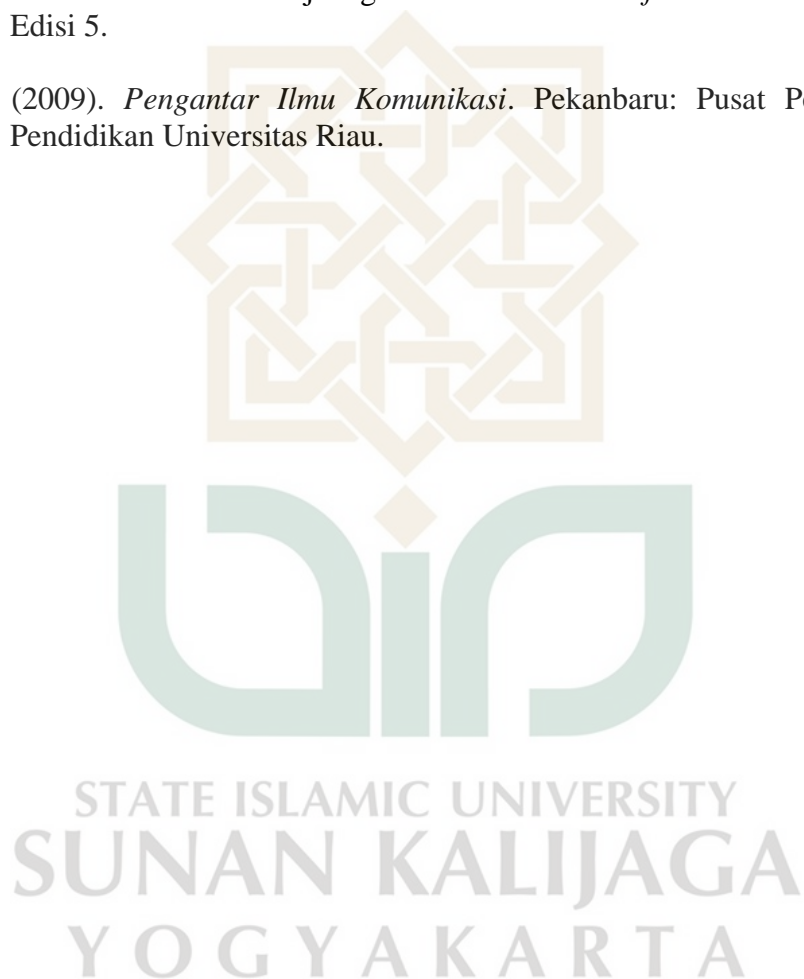 Edisi 5.
(2009). Pengantar Ilmu Komunikasi. Pekanbaru: Pusat
Pendidikan Universitas Riau.
STATE ISLAMIC UNIVERSITY
SUNAN KALIJAGA
YOGYAKARTA